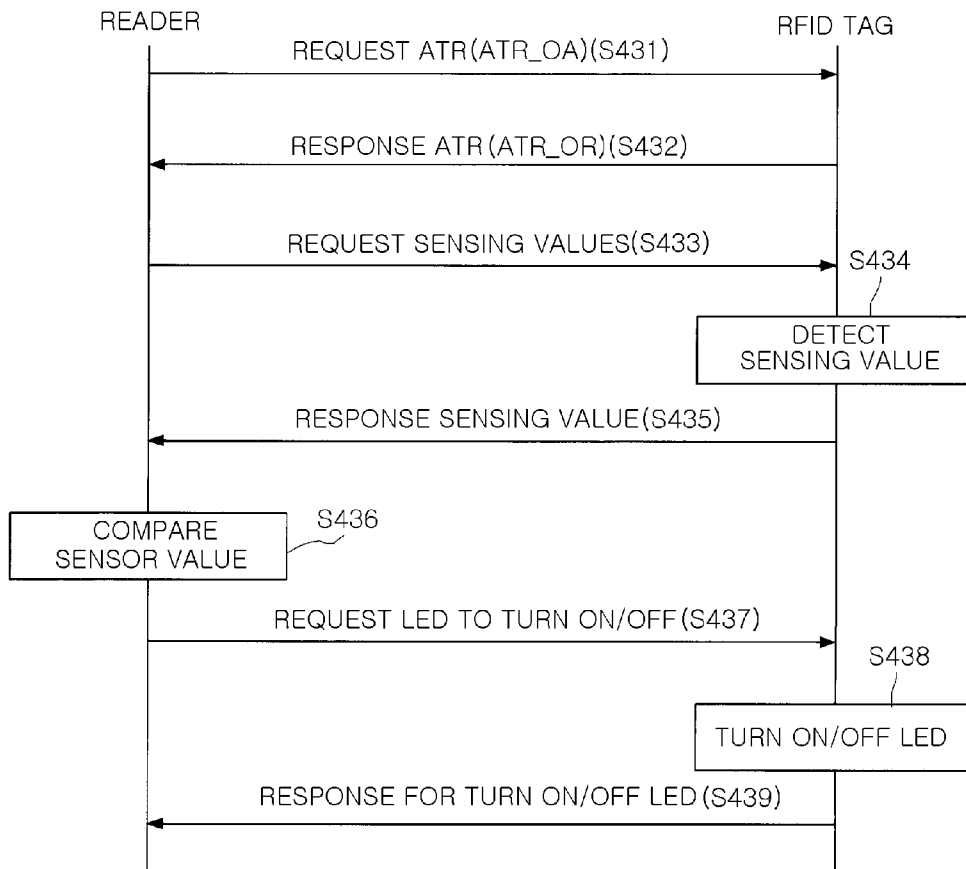 READER
RFID TAG
REQUEST ATR(ATR_OA)(S431)
RESPONSE ATR(ATR_OR)(S432)
REQUEST SENSING VALUES(S433)
S434
DETECT
SENSING VALUE
RESPONSE SENSING VALUE(S435)
COMPARE
SENSOR VALUE
S436
REQUEST LED TO TURN ON/OFF(S437)
S438
TURN ON/OFF LED
RESPONSE FOR TURN ON/OFF LED(S439)